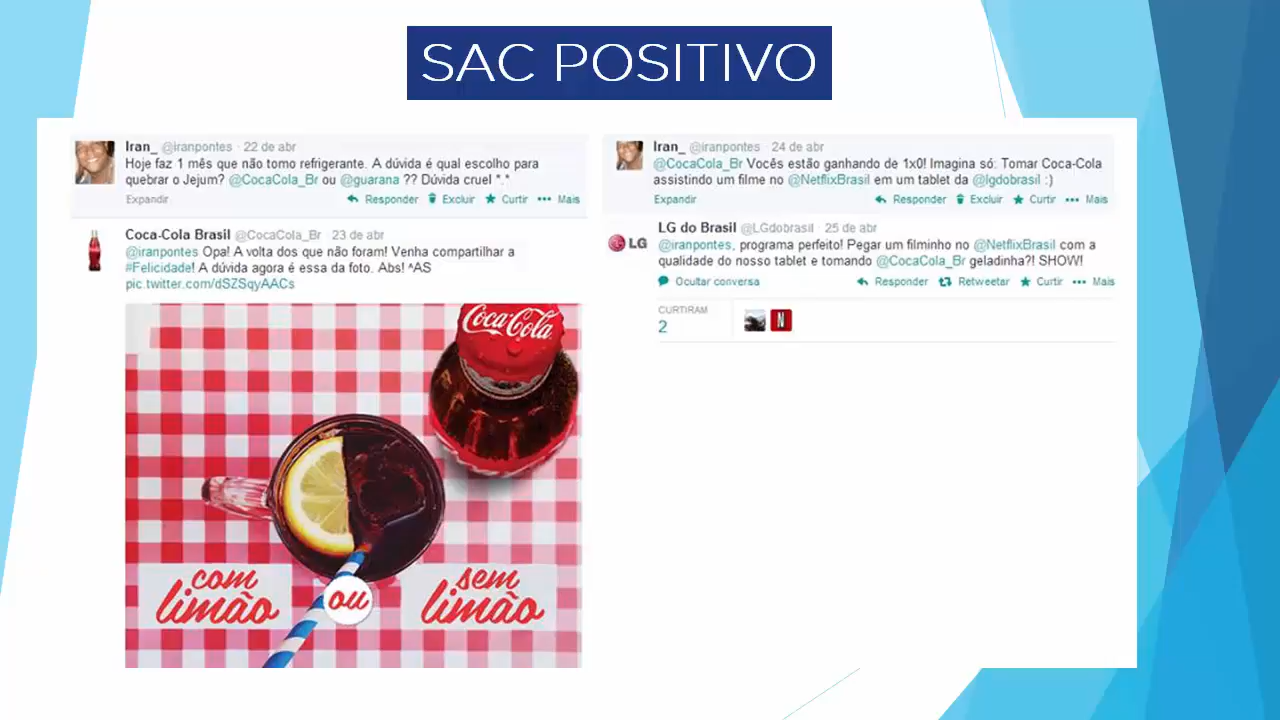 SAC POSITIVO
Iran_ @iranpontes · 22 de abr
Hoje faz 1 mês que não tomo refrigerante. A dúvida é qual escolho para
quebrar o Jejum? @CocaCola_Br ou @guarana ?? Dúvida cruel *.*
Expandir Responder Excluir Curtir Mais
Coca-Cola Brasil @CocaCola_Br · 23 de abr
@iranpontes Opa! A volta dos que não foram! Venha compartilhar a
#Felicidade! A dúvida agora é essa da foto. Abs! ^AS
pic.twitter.com/dSZSqyAACs
Coca-Cola
com
limão
ou
sem
limão
Iran_ @iranpontes · 24 de abr
@CocaCola_Br Vocês estão ganhando de 1x0! Imagina só: Tomar Coca-Cola
assistindo um filme no @NetflixBrasil em um tablet da @lgdobrasil :)
Expandir Responder Excluir Curtir Mais
LG
LG do Brasil @LGdobrasil · 25 de abr
@iranpontes, programa perfeito! Pegar um filminho no @NetflixBrasil com a
qualidade do nosso tablet e tomando @CocaCola_Br geladinha?! SHOW!
Ocultar conversa Responder Retweetar Curtir Mais
CURTIRAM
2
N